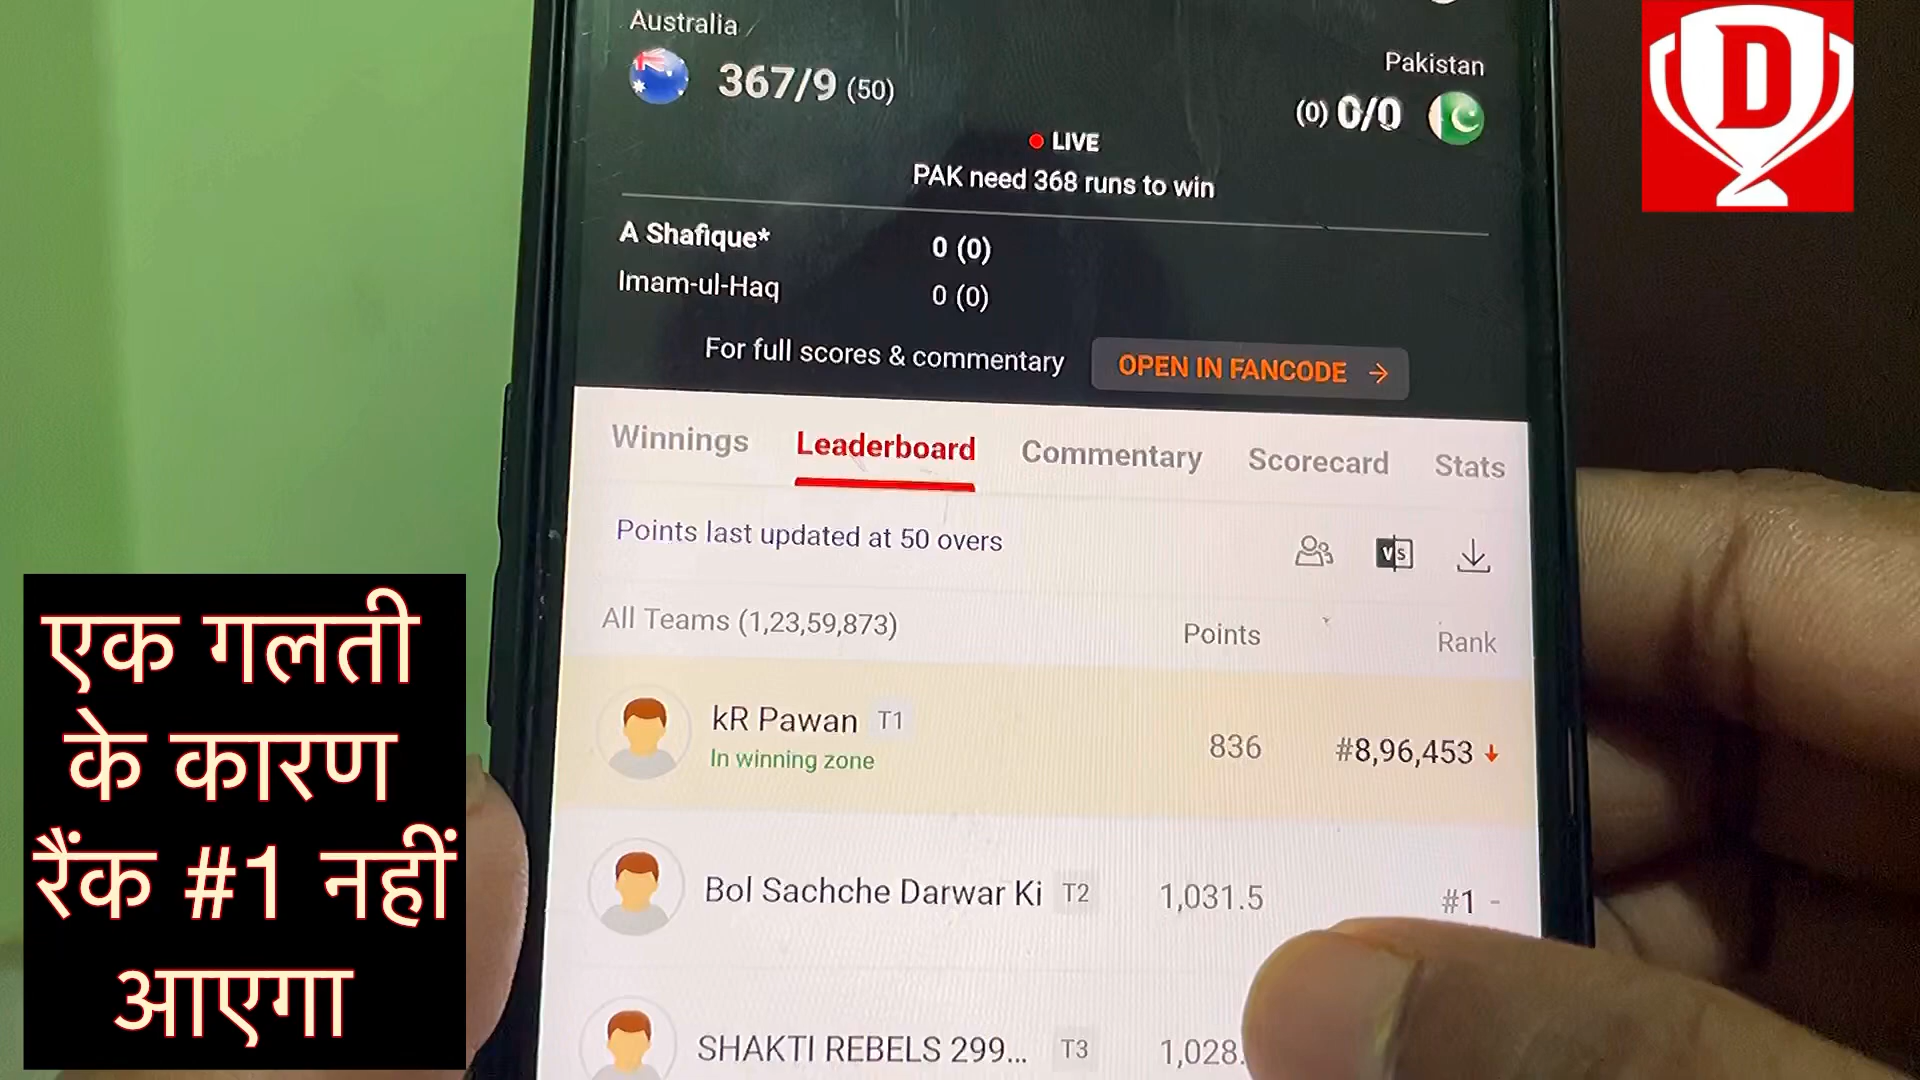 Australia
367/9 (50)
Pakistan
(0) 0/0
LIVE
PAK need 368 runs to win
A Shafique* 0 (0)
Imam-ul-Haq 0 (0)
For full scores & commentary OPEN IN FANCODE →
Winnings Leaderboard Commentary Scorecard Stats
Points last updated at 50 overs
VS
All Teams (1,23,59,873) Points Rank
kR Pawan T1 836 #8,96,453
In winning zone
Bol Sachche Darwar Ki T2 1,031.5 #1 -
SHAKTI REBELS 299... T3 1,028.
D
एक गलती
के कारण
रैंक #1 नहीं
आएगा